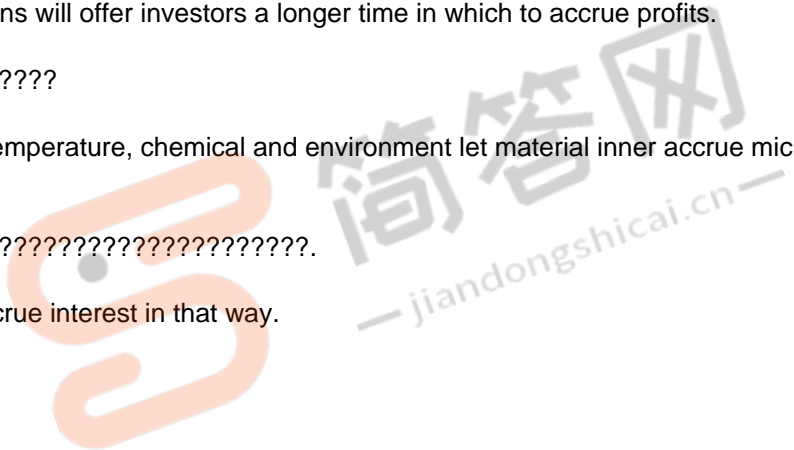 ns will offer investors a longer time in which to accrue profits.
????
emperature, chemical and environment let material inner accrue mic
?????????????????????.
crue interest in that way.
简答网
jiandongshicai.cn